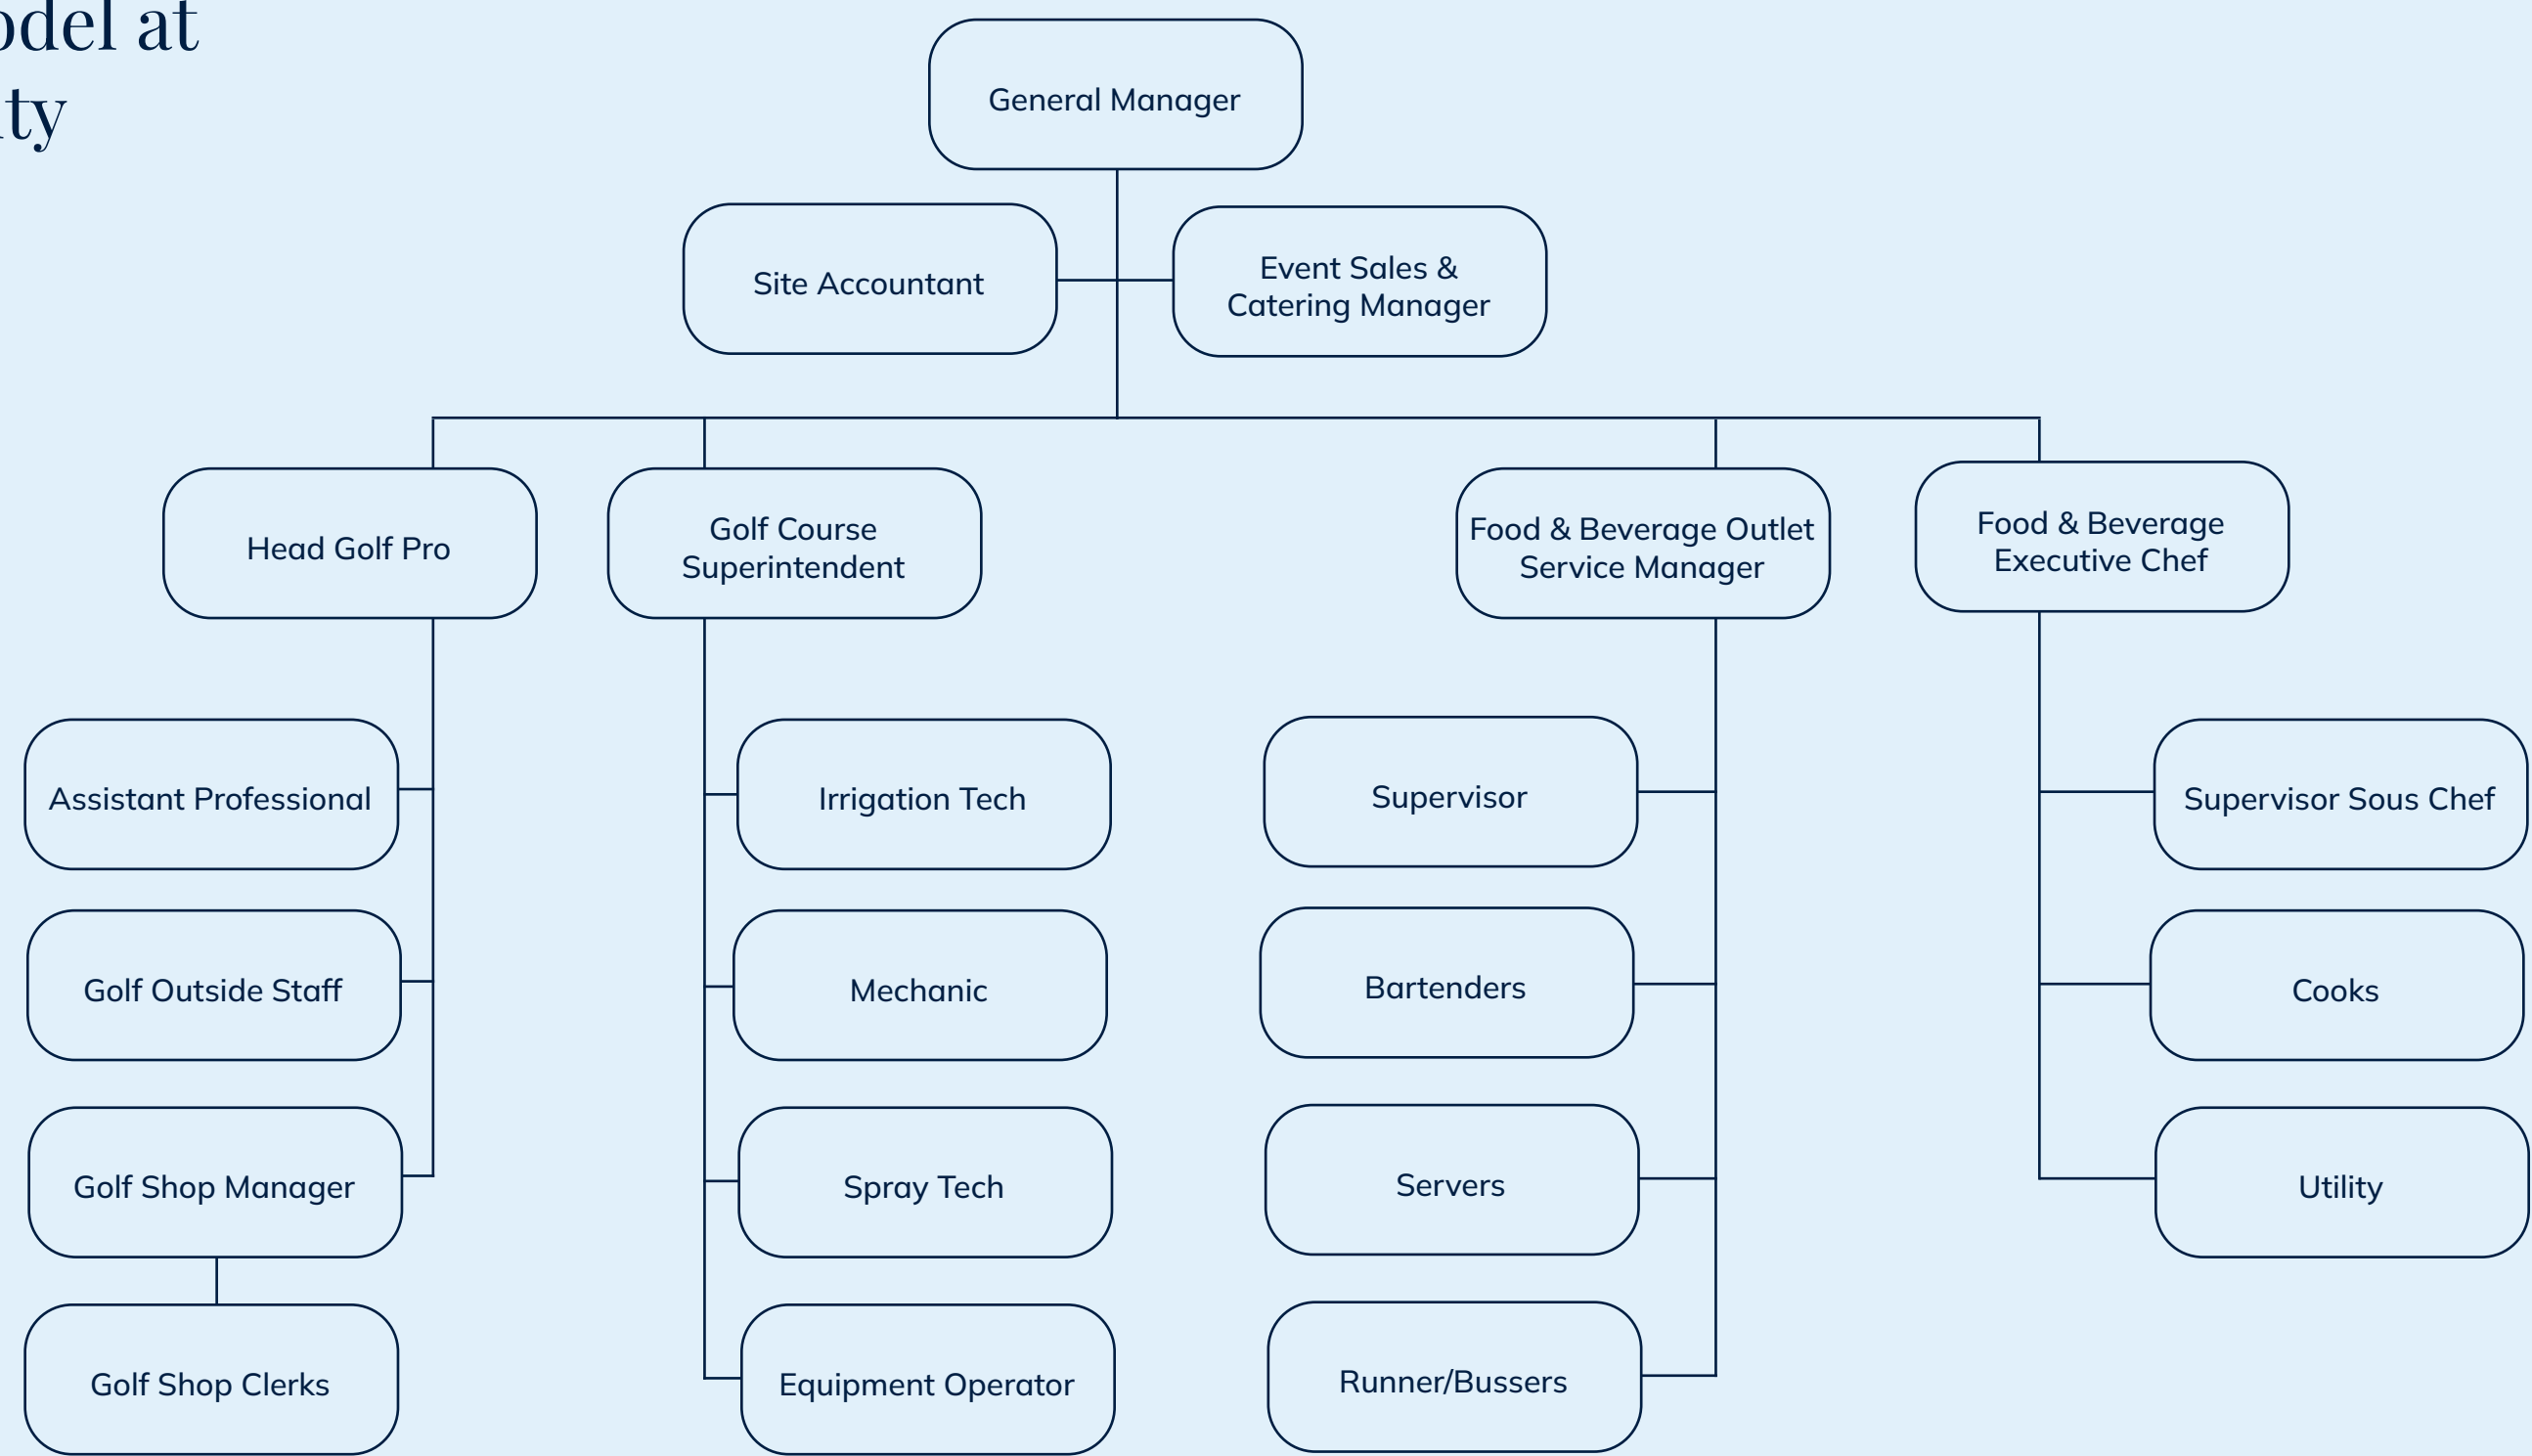 odel at
ty
General Manager
Site Accountant
Event Sales &
Catering Manager
Head Golf Pro
Golf Course
Superintendent
Food & Beverage Outlet
Service Manager
Food & Beverage
Executive Chef
Assistant Professional
Irrigation Tech
Supervisor
Supervisor Sous Chef
Golf Outside Staff
Mechanic
Bartenders
Cooks
Golf Shop Manager
Spray Tech
Servers
Utility
Golf Shop Clerks
Equipment Operator
Runner/Bussers